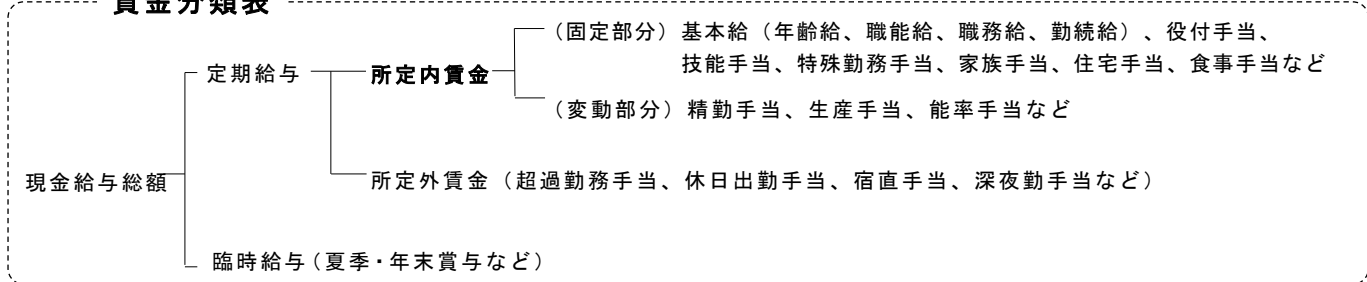 賃金分類表
(固定部分) 基本給(年齢給、職能給、職務給、勤続給)、役付手当、
定期給与 所定内賃金 技能手当、特殊勤務手当、家族手当、住宅手当、食事手当など
(変動部分) 精勤手当、生産手当、能率手当など
現金給与総額 所定外賃金(超過勤務手当、休日出勤手当、宿直手当、深夜勤手当など)
臨時給与(夏季・年末賞与など)